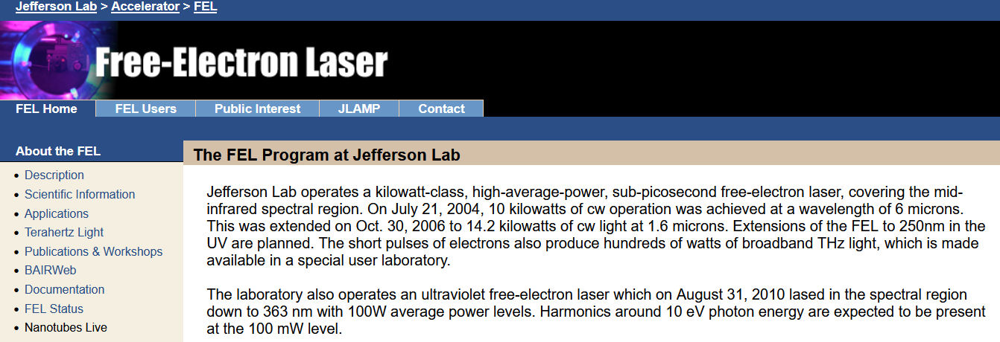 Jefferson Lab > Accelerator > FEL
Free-Electron Laser
FEL Home FEL Users Public Interest JLAMP Contact
About the FEL
• Description
• Scientific Information
• Applications
• Terahertz Light
• Publications & Workshops
• BAIRWeb
• Documentation
• FEL Status
• Nanotubes Live
The FEL Program at Jefferson Lab
Jefferson Lab operates a kilowatt-class, high-average-power, sub-picosecond free-electron laser, covering the mid-
infrared spectral region. On July 21, 2004, 10 kilowatts of cw operation was achieved at a wavelength of 6 microns.
This was extended on Oct. 30, 2006 to 14.2 kilowatts of cw light at 1.6 microns. Extensions of the FEL to 250nm in the
UV are planned. The short pulses of electrons also produce hundreds of watts of broadband THz light, which is made
available in a special user laboratory.
The laboratory also operates an ultraviolet free-electron laser which on August 31, 2010 lased in the spectral region
down to 363 nm with 100W average power levels. Harmonics around 10 eV photon energy are expected to be present
at the 100 mW level.